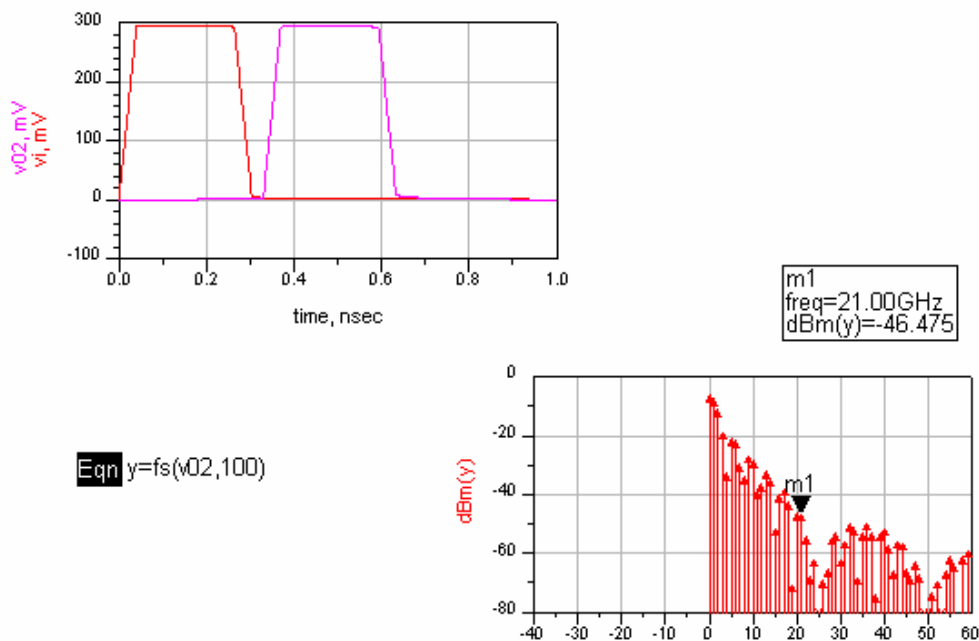 300
200
100
0
-100
v02, mV
vi, mV
0.0 0.2 0.4 0.6 0.8 1.0
time, nsec
m1
freq=21.00GHz
dBm(y)=-46.475
Eqn y=fs(v02,100)
0
-20
-40
-60
-80
dBm(y)
m1
-40 -30 -20 -10 0 10 20 30 40 50 60